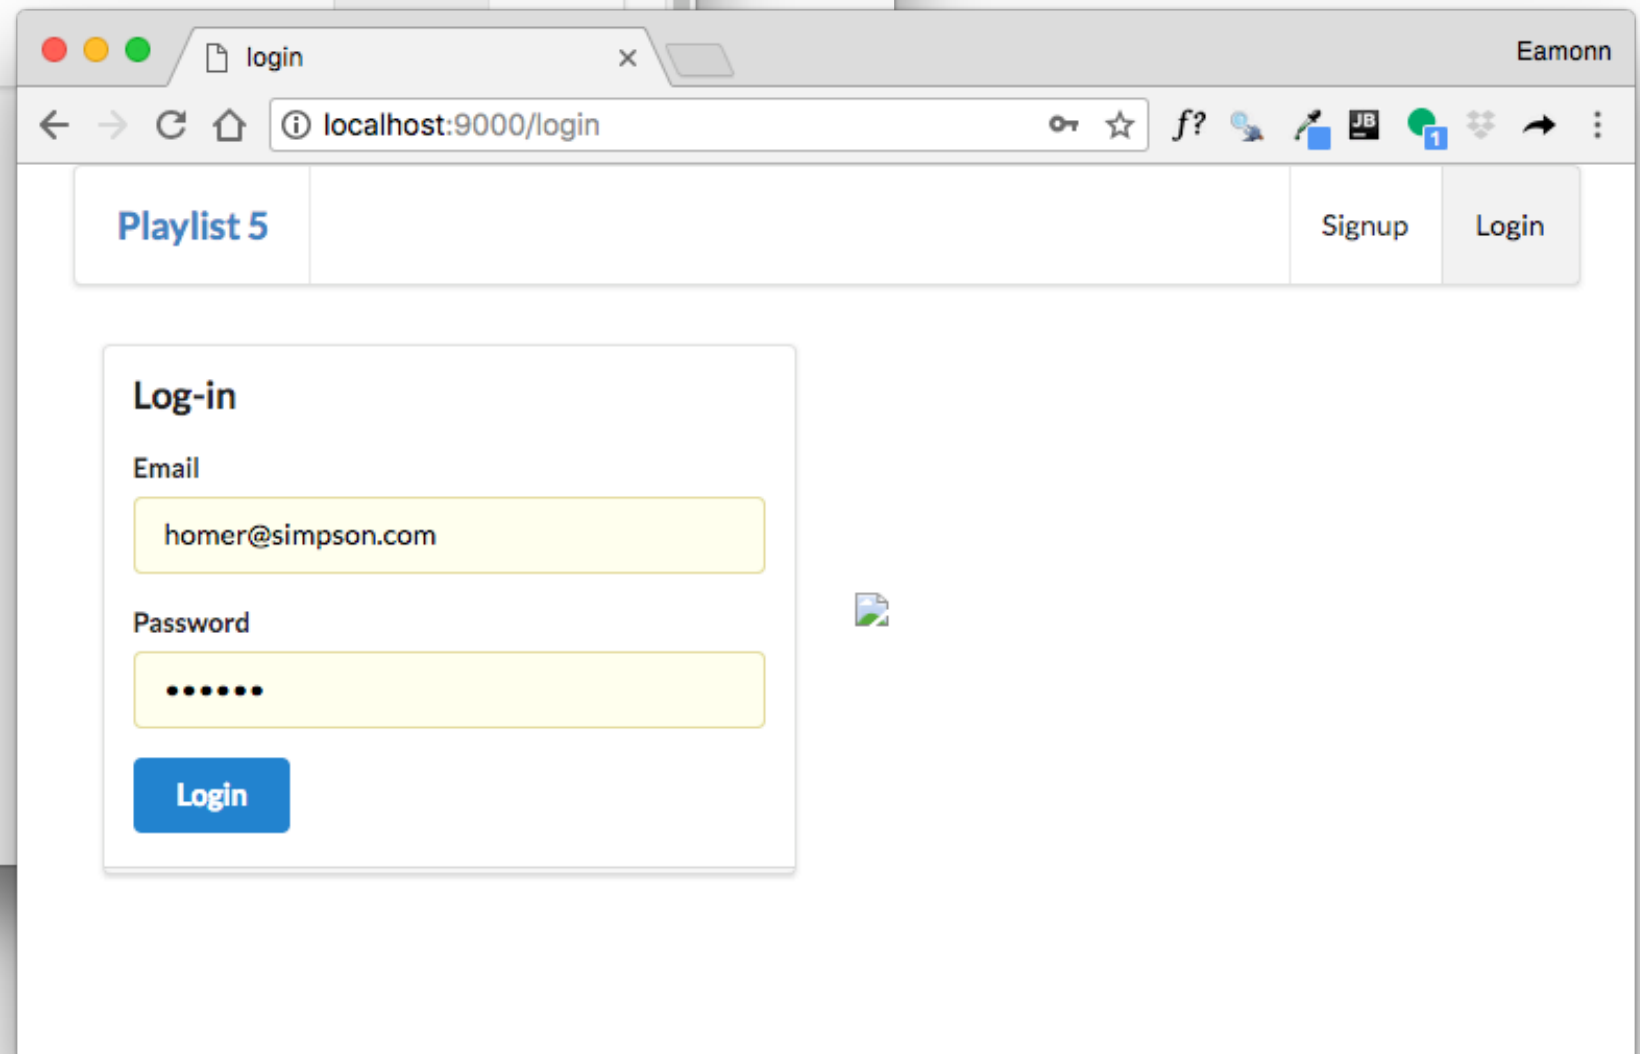 login
Eamonn
localhost:9000/login
f?
JB
1
Playlist 5
Signup
Login
Log-in
Email
homer@simpson.com
Password
••••••
Login